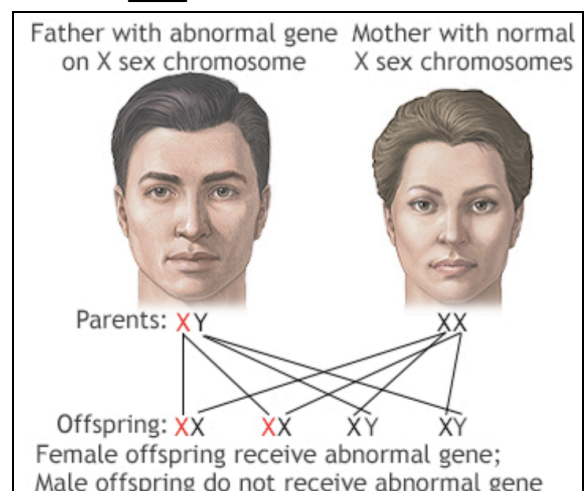 Father with abnormal gene on X sex chromosome
Mother with normal X sex chromosomes
Parents: XY XX
Offspring: XX XX XY XY
Female offspring receive abnormal gene;
Male offspring do not receive abnormal gene